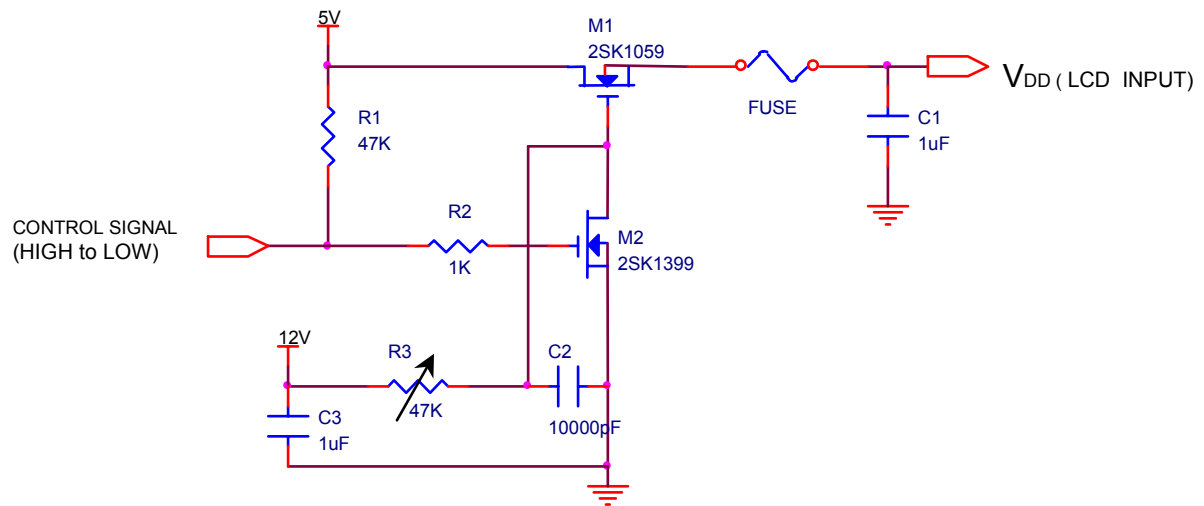 5V
M1
2SK1059
R1
47K
FUSE
VDD ( LCD INPUT)
C1
1uF
CONTROL SIGNAL
(HIGH to LOW)
R2
1K
M2
2SK1399
12V
R3
47K
C2
10000pF
C3
1uF